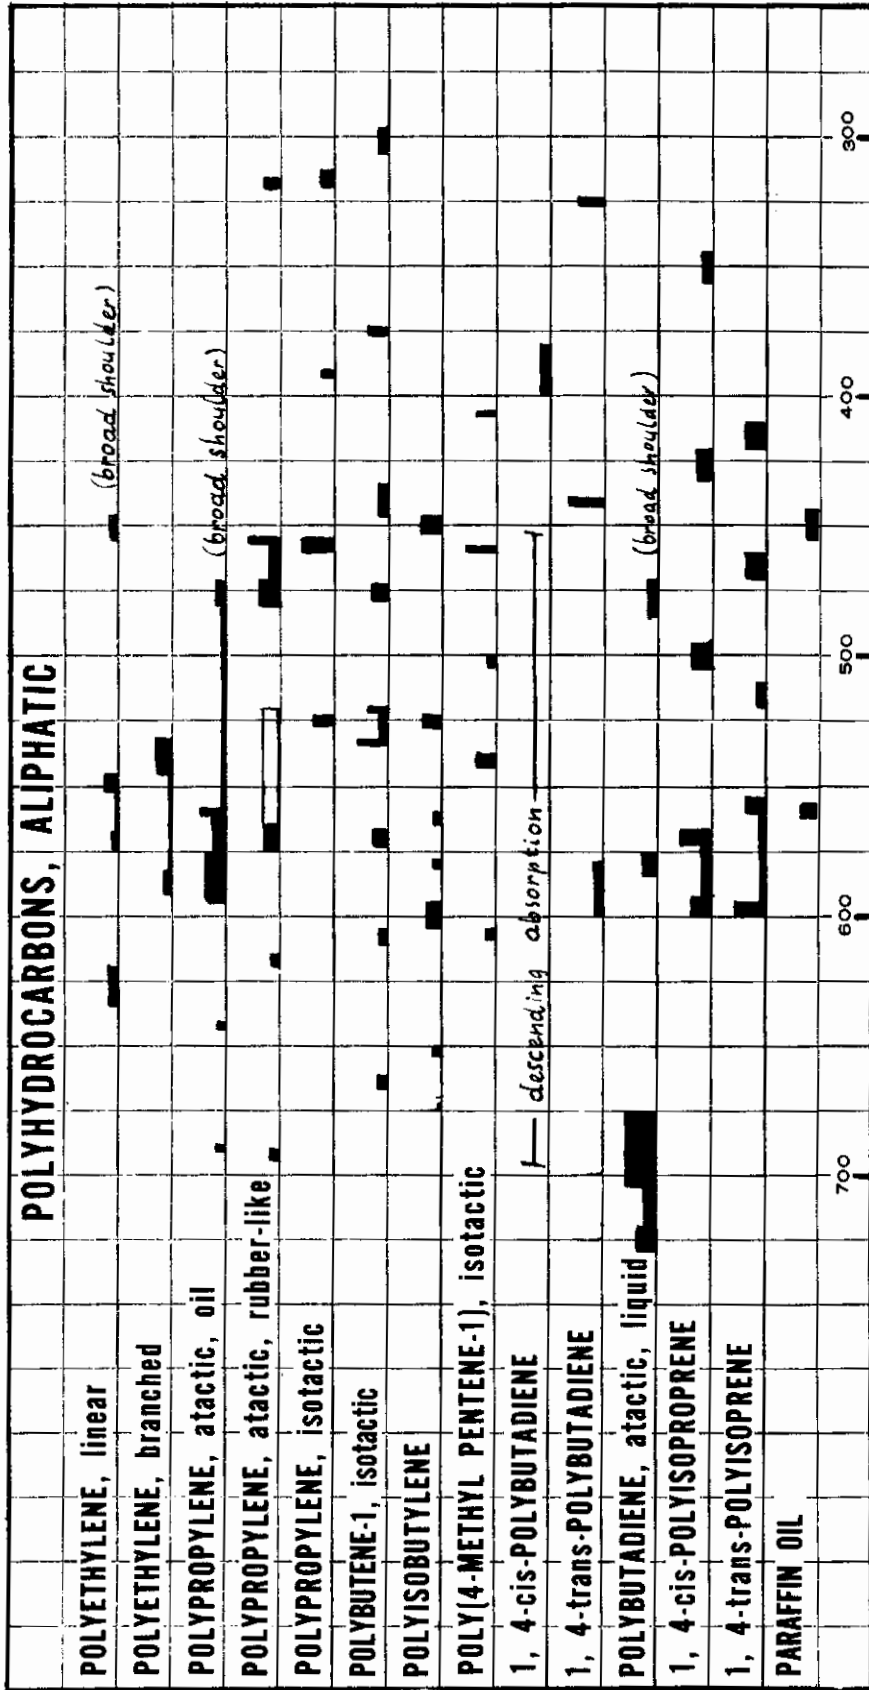 POLYHYDROCARBONS, ALIPHATIC
POLYETHYLENE, linear (broad shoulder)
POLYETHYLENE, branched
POLYPROPYLENE, atactic, oil (broad shoulder)
POLYPROPYLENE, atactic, rubber-like
POLYPROPYLENE, isotactic
POLYBUTENE-1, isotactic
POLYISOBUTYLENE
POLY(4-METHYL PENTENE-1), isotactic
1, 4-cis-POLYBUTADIENE descending absorption
1, 4-trans-POLYBUTADIENE
POLYBUTADIENE, atactic, liquid (broad shoulder)
1, 4-cis-POLYISOPROPRENE
1, 4-trans-POLYISOPRENE
PARAFFIN OIL
700 600 500 400 300